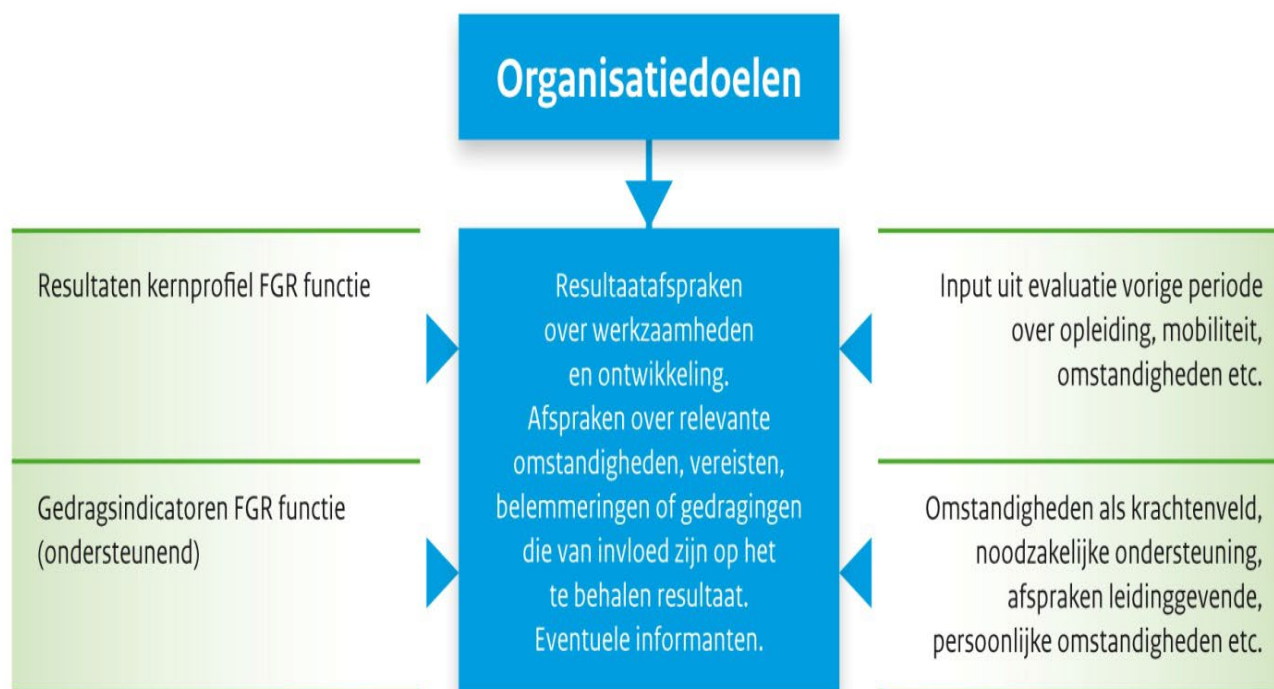 Organisatiedoelen
Resultaten kernprofiel FGR functie
Gedragsindicatoren FGR functie
(ondersteunend)
Resultaatafspraken
over werkzaamheden
en ontwikkeling.
Afspraken over relevante
omstandigheden, vereisten,
belemmeringen of gedragingen
die van invloed zijn op het
te behalen resultaat.
Eventuele informanten.
Input uit evaluatie vorige periode
over opleiding, mobiliteit,
omstandigheden etc.
Omstandigheden als krachtenveld,
noodzakelijke ondersteuning,
afspraken leidinggevende,
persoonlijke omstandigheden etc.